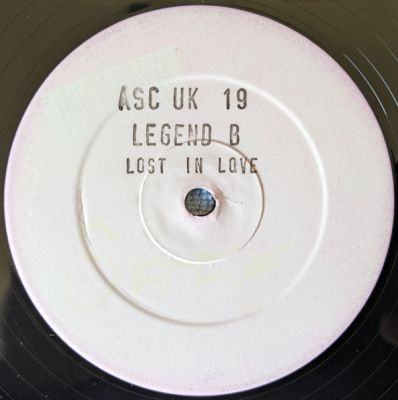 ASC UK 19
LEGEND B
LOST IN LOVE